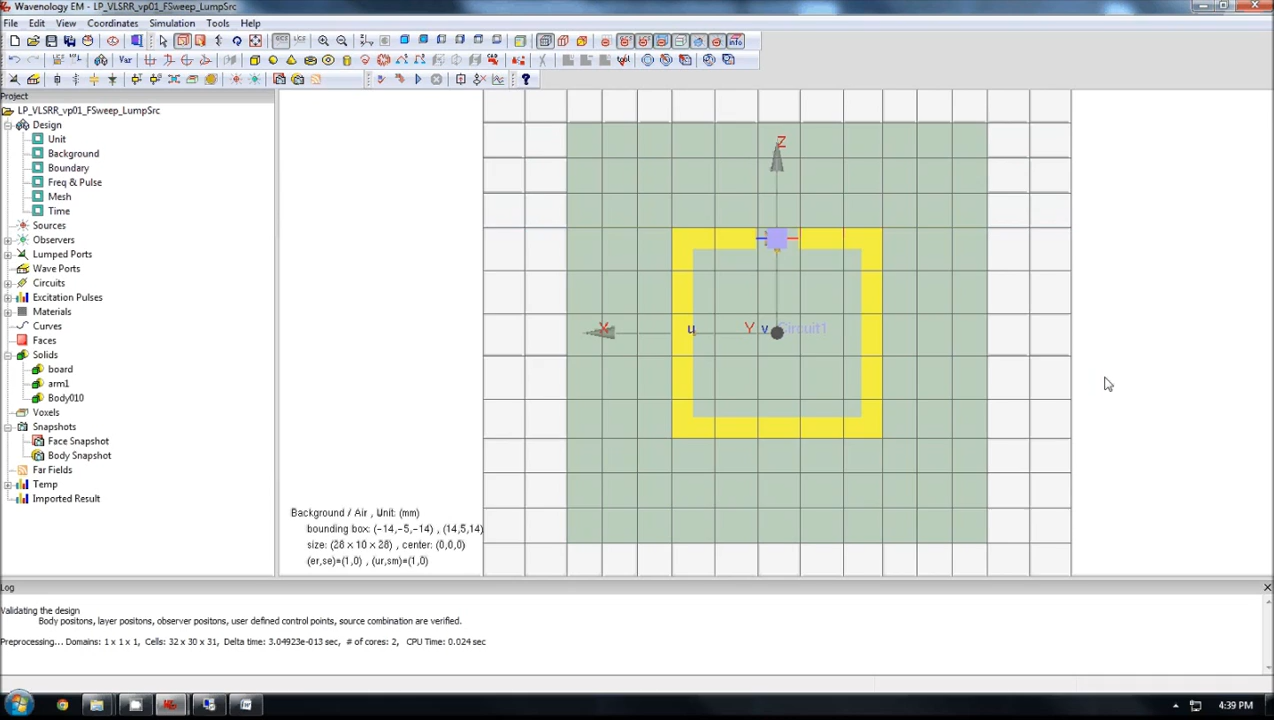 Wavenology EM - LP_VLSRR_vp01_FSweep_LumpSrc
File Edit View Coordinates Simulation Tools Help
Var
info
Project
LP_VLSRR_vp01_FSweep_LumpSrc
Design
Unit
Background
Boundary
Freq & Pulse
Mesh
Time
Sources
Observers
Lumped Ports
Wave Ports
Circuits
Excitation Pulses
Materials
Curves
Faces
Solids
board
arm1
Body010
Voxels
Snapshots
Face Snapshot
Body Snapshot
Far Fields
Temp
Imported Result
Z
X u Y v Circuit1
Background / Air , Unit: (mm)
bounding box: (-14,-5,-14) , (14,5,14)
size: (28 x 10 x 28) , center: (0,0,0)
(er,se)=(1,0) , (ur,sm)=(1,0)
Log
Validating the design
Body positons, layer positons, observer positons, user defined control points, source combination are verified.
Preprocessing... Domains: 1 x 1 x 1, Cells: 32 x 30 x 31, Delta time: 3.04923e-013 sec, # of cores: 2, CPU Time: 0.024 sec
4:39 PM